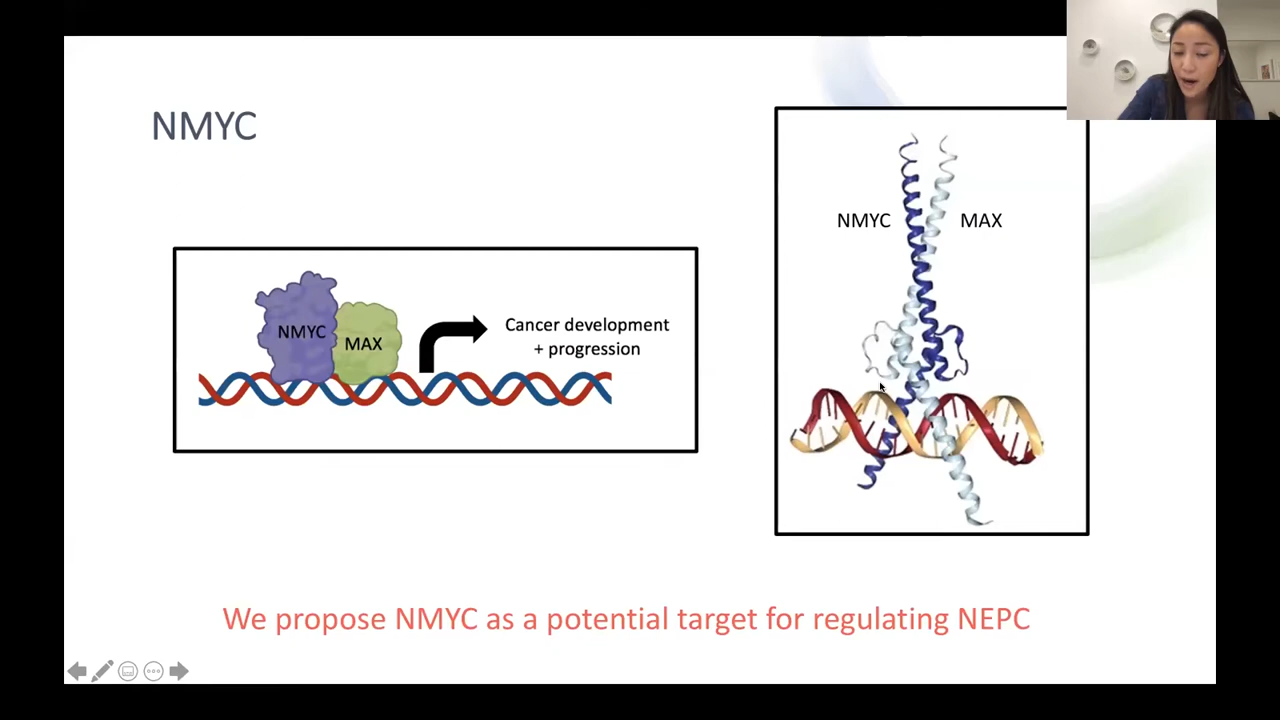 NMYC
NMYC
MAX
Cancer development
+ progression
NMYC
MAX
We propose NMYC as a potential target for regulating NEPC